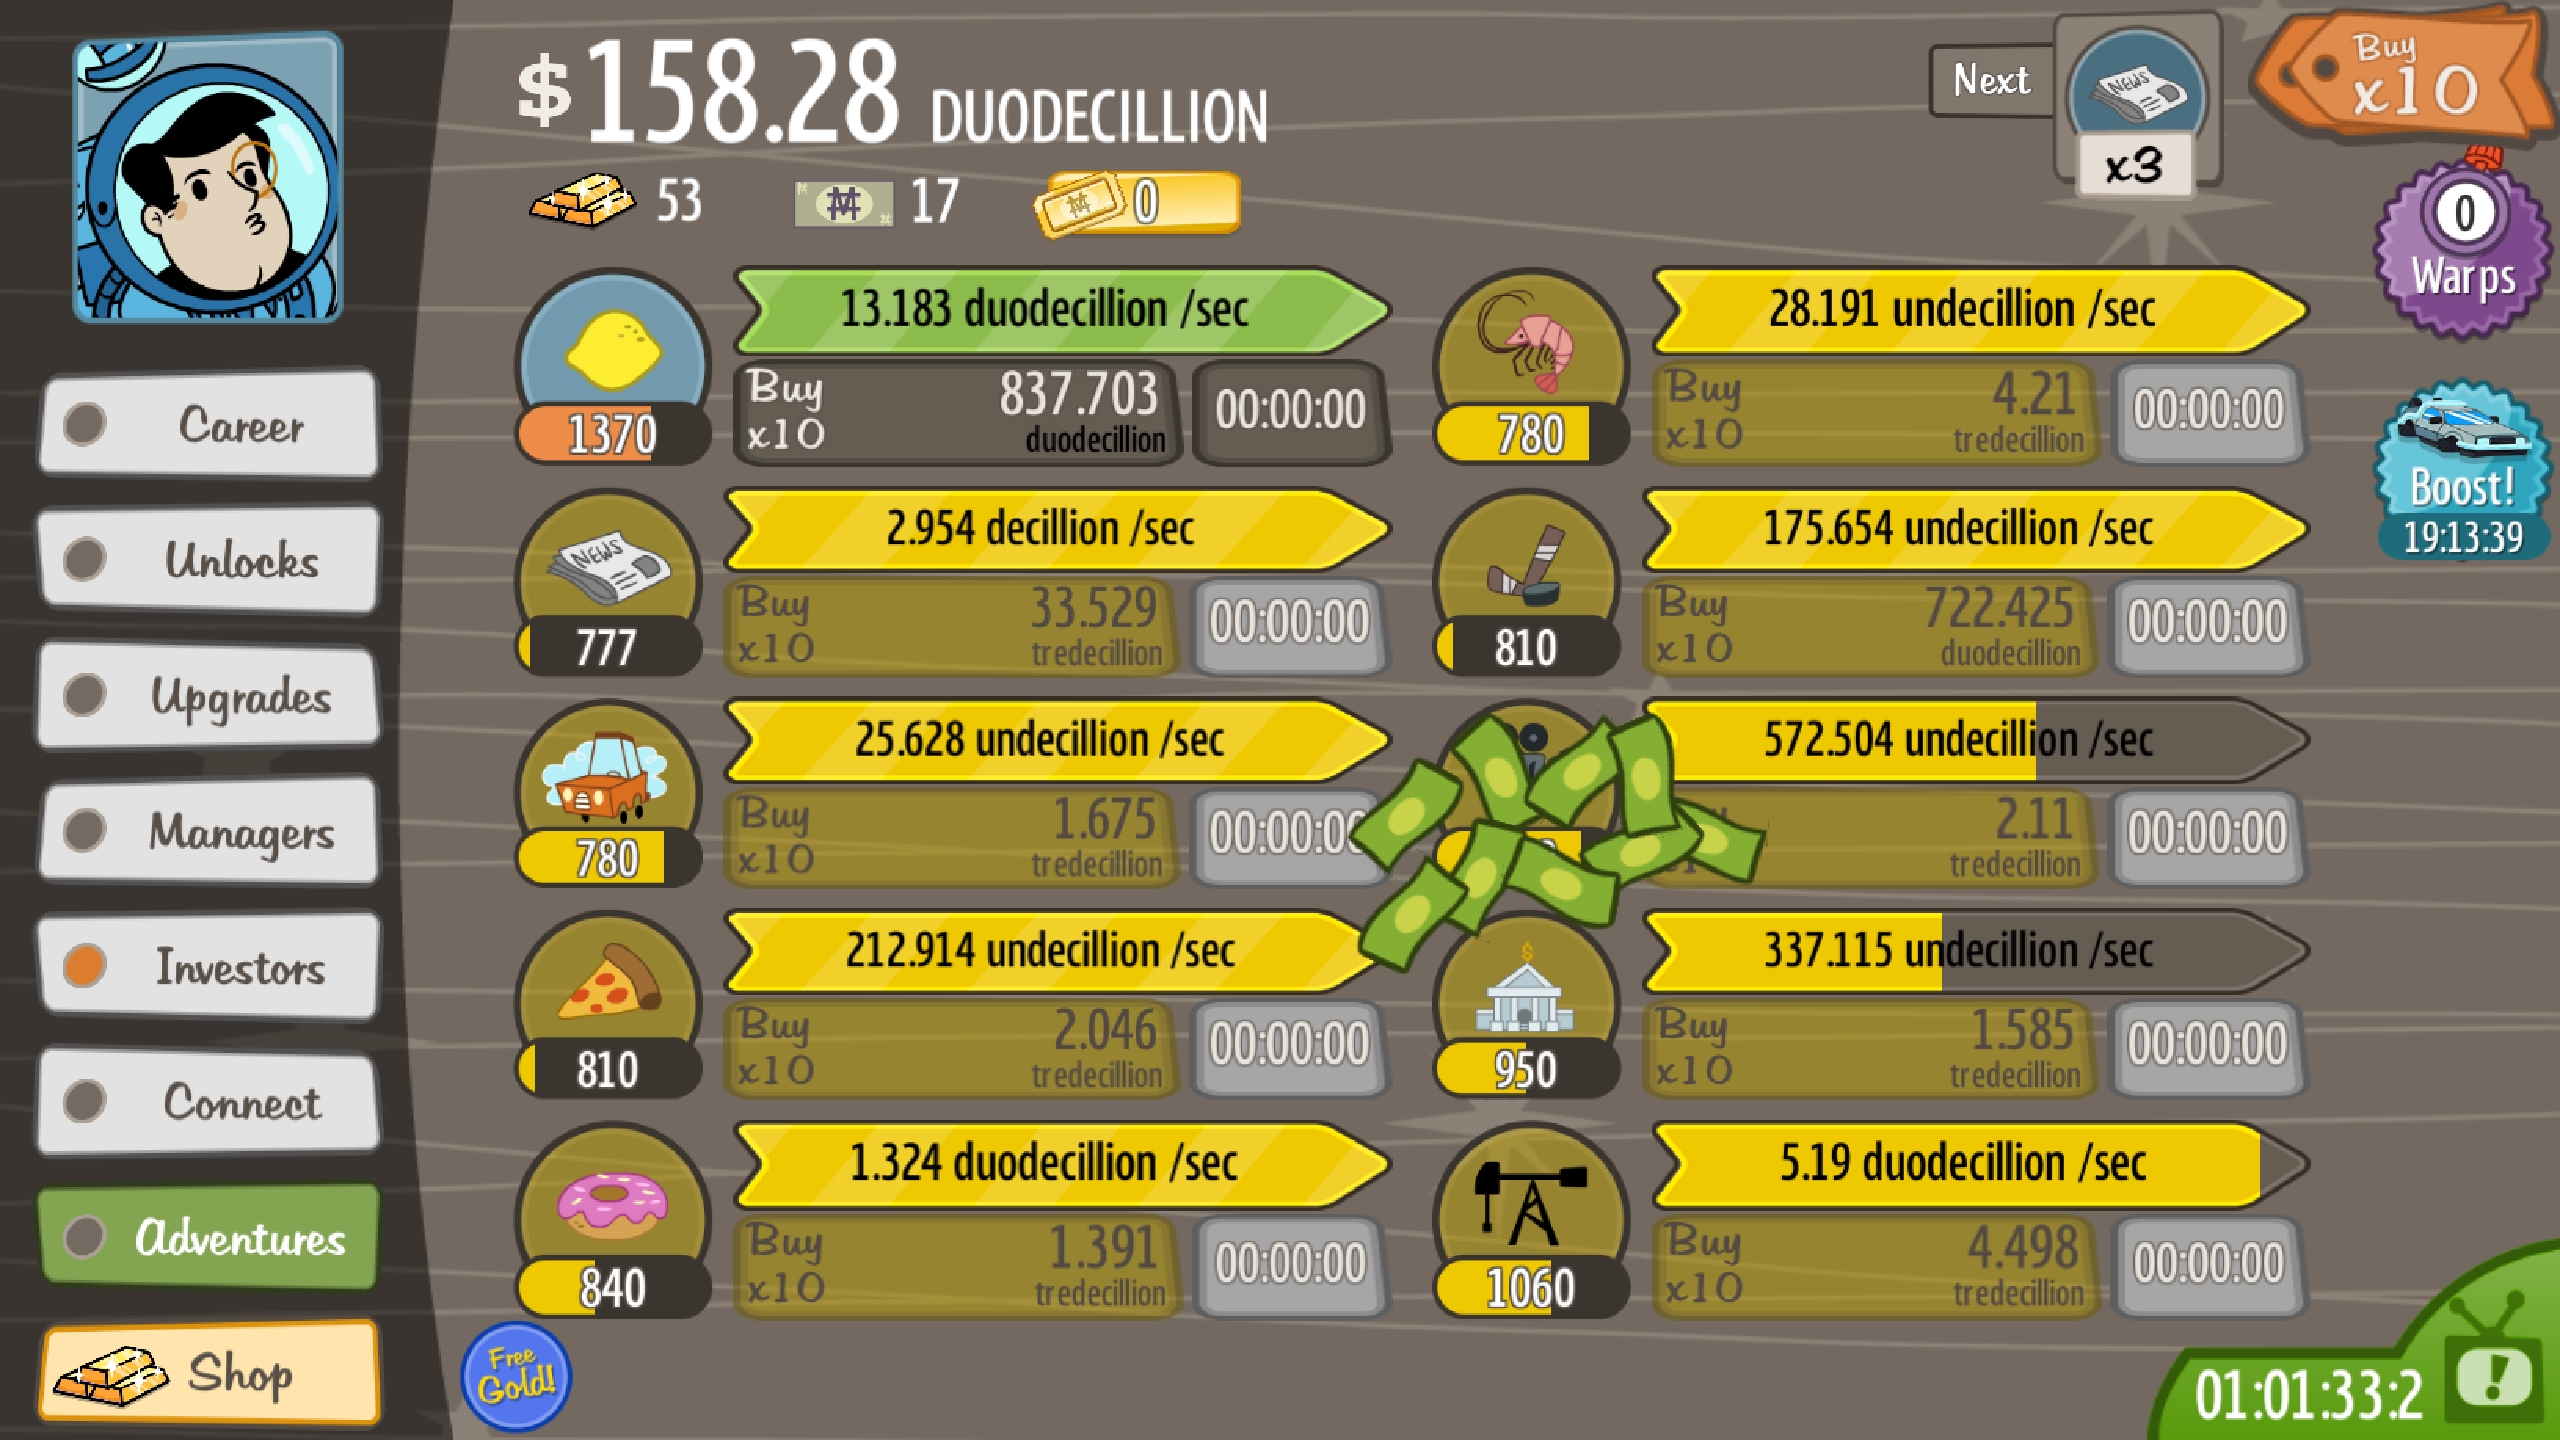 $158.28 DUODECILLION
53
17
0
Next
x3
Buy
x10
0
Warps
Boost!
19:13:39
Career
Unlocks
Upgrades
Managers
Investors
Connect
Adventures
Shop
Free
Gold!
13.183 duodecillion /sec
1370
Buy
x10
837.703
duodecillion
00:00:00
NEWS
2.954 decillion /sec
777
Buy
x10
33.529
tredecillion
00:00:00
25.628 undecillion /sec
780
Buy
x10
1.675
tredecillion
00:00:00
212.914 undecillion /sec
810
Buy
x10
2.046
tredecillion
00:00:00
1.324 duodecillion /sec
840
Buy
x10
1.391
tredecillion
00:00:00
28.191 undecillion /sec
780
Buy
x10
4.21
tredecillion
00:00:00
175.654 undecillion /sec
810
Buy
x10
722.425
duodecillion
00:00:00
572.504 undecillion /sec
2.11
tredecillion
00:00:00
337.115 undecillion /sec
950
Buy
x10
1.585
tredecillion
00:00:00
5.19 duodecillion /sec
1060
Buy
x10
4.498
tredecillion
00:00:00
01:01:33:2